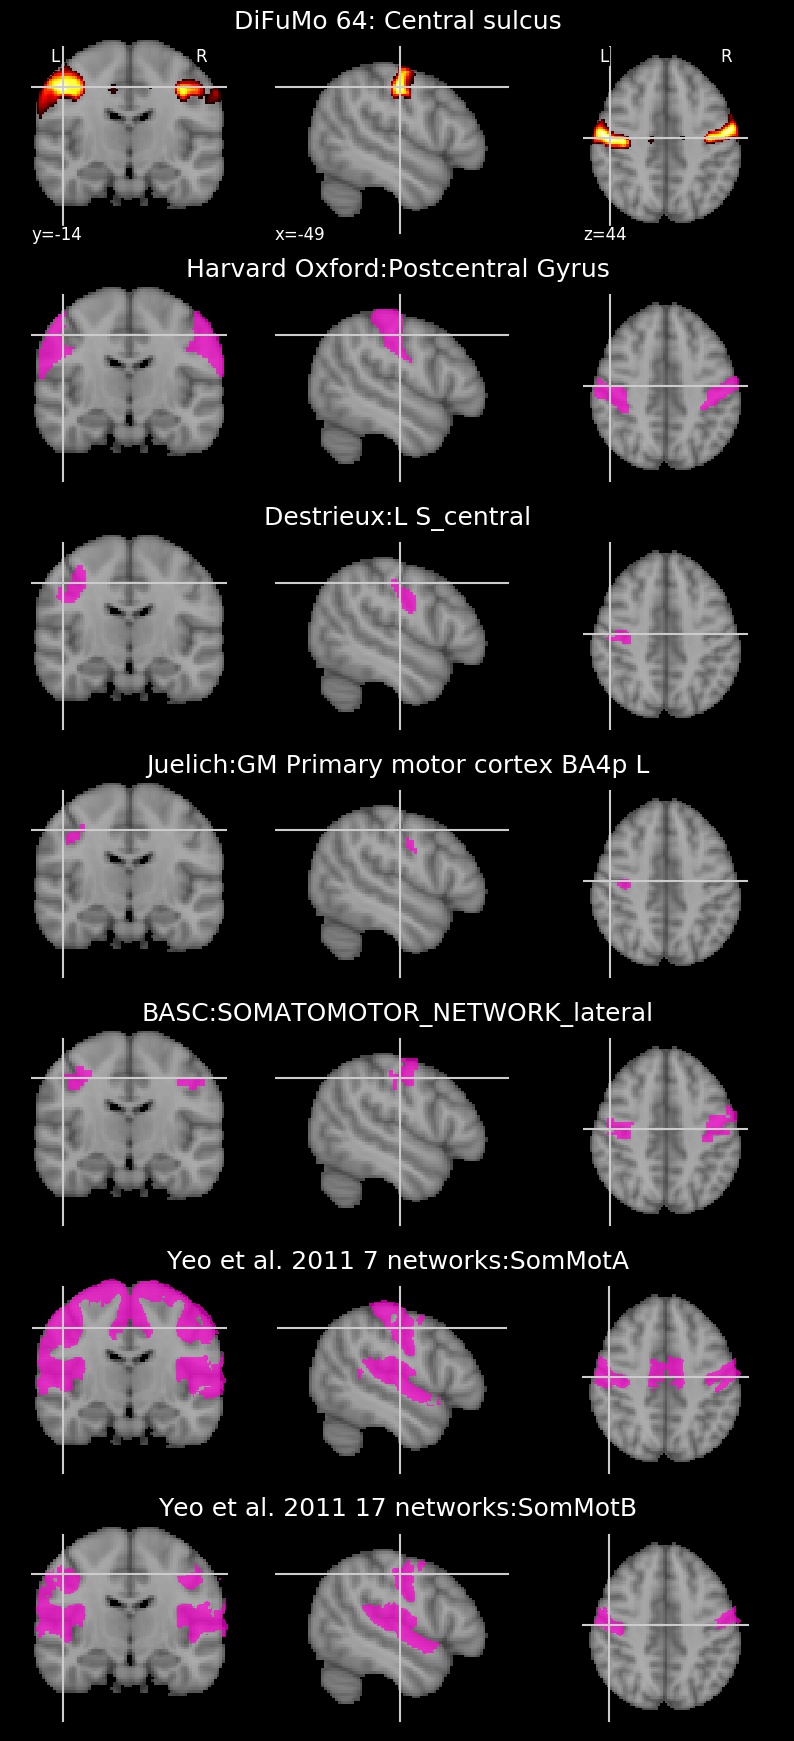 DiFuMo 64: Central sulcus
L R L R
y=-14 x=-49 z=44
Harvard Oxford:Postcentral Gyrus
Destrieux:L S_central
Juelich:GM Primary motor cortex BA4p L
BASC:SOMATOMOTOR_NETWORK_lateral
Yeo et al. 2011 7 networks:SomMotA
Yeo et al. 2011 17 networks:SomMotB